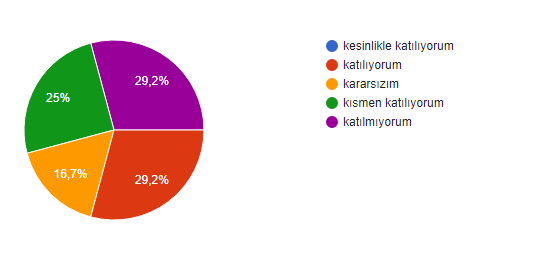 29,2%
25%
16,7%
29,2%
kesinlikle katılıyorum
katılıyorum
kararsızım
kısmen katılıyorum
katılmıyorum